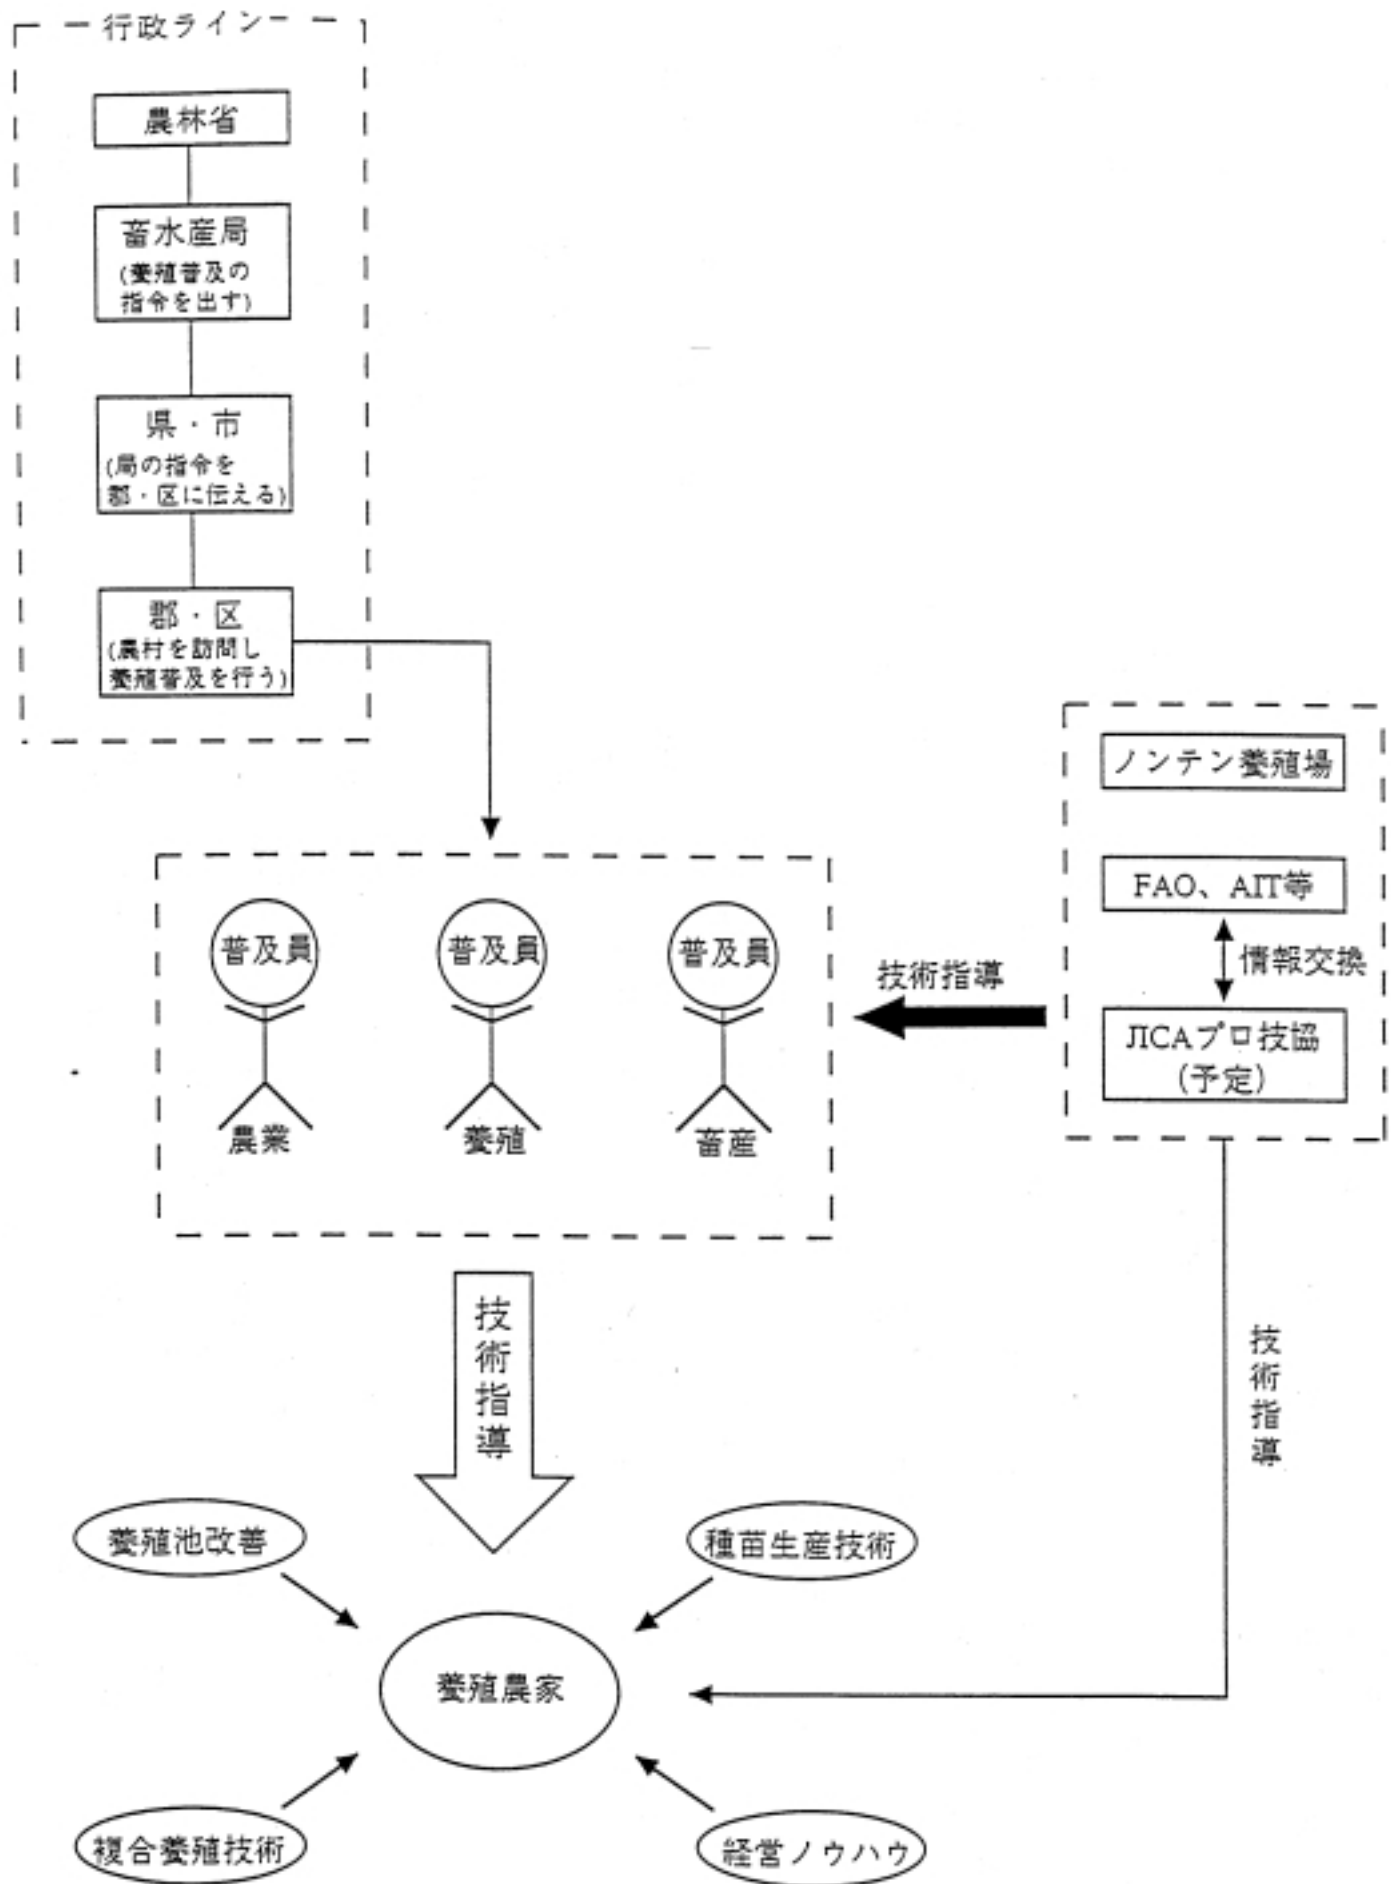 行政ライン
農林省
畜水産局
(養殖普及の
指令を出す)
県・市
(局の指令を
郡・区に伝える)
郡・区
(農村を訪問し
養殖普及を行う)
ノンテン養殖場
FAO、AIT等
情報交換
JICAプロ技協
(予定)
技術指導
普及員
普及員
普及員
農業
養殖
畜産
技術指導
技術指導
養殖池改善
種苗生産技術
養殖農家
複合養殖技術
経営ノウハウ